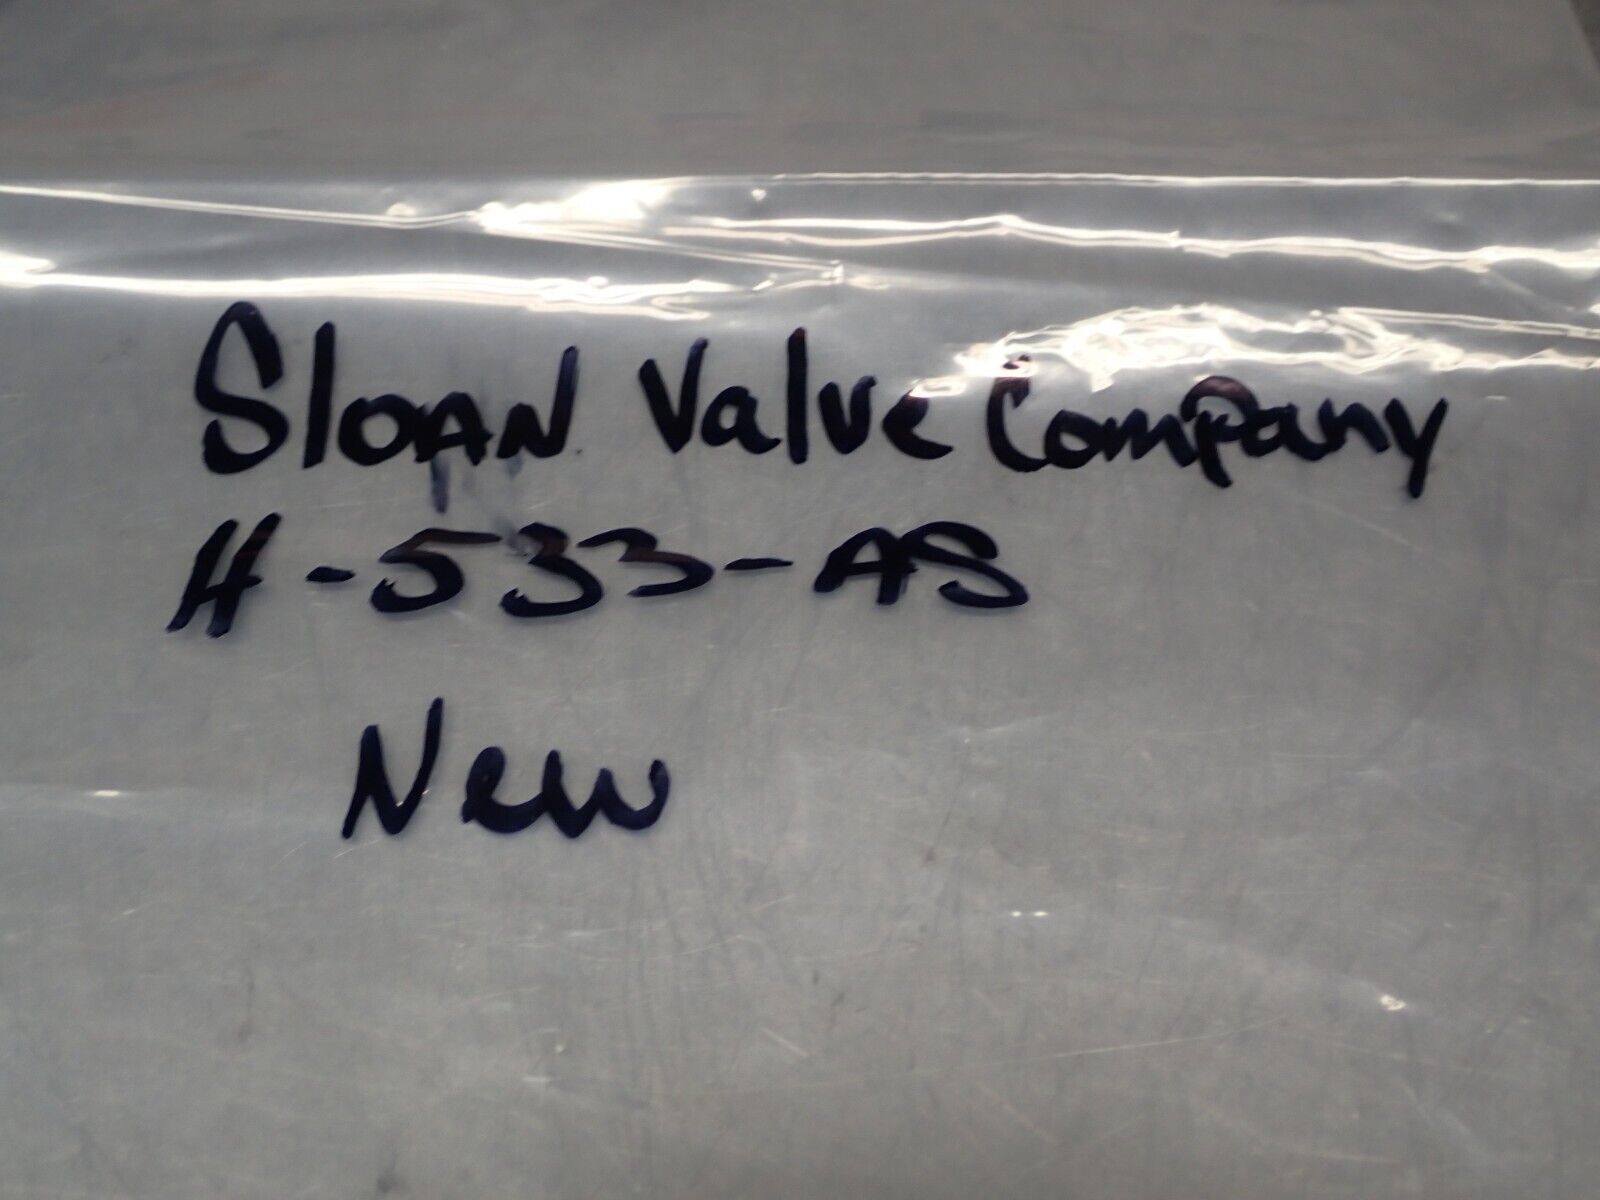 Sloan Valve Company
H-533-AS
New